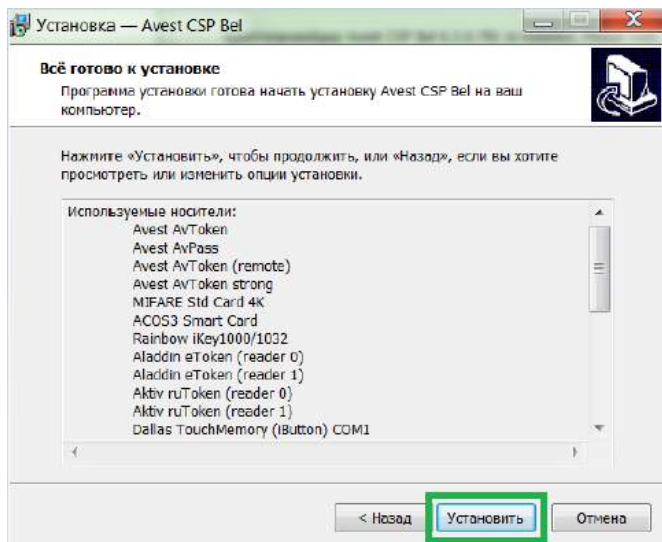 Установка — Avest CSP Bel
Всё готово к установке
Программа установки готова начать установку Avest CSP Bel на ваш
компьютер.
Нажмите «Установить», чтобы продолжить, или «Назад», если вы хотите
просмотреть или изменить опции установки.
Используемые носители:
Avest AvToken
Avest AvPass
Avest AvToken (remote)
Avest AvToken strong
MIFARE Std Card 4K
ACOS3 Smart Card
Rainbow iKey1000/1032
Aladdin eToken (reader 0)
Aladdin eToken (reader 1)
Aktiv ruToken (reader 0)
Aktiv ruToken (reader 1)
Dallas TouchMemory (iButton) COM1
< Назад
Установить
Отмена